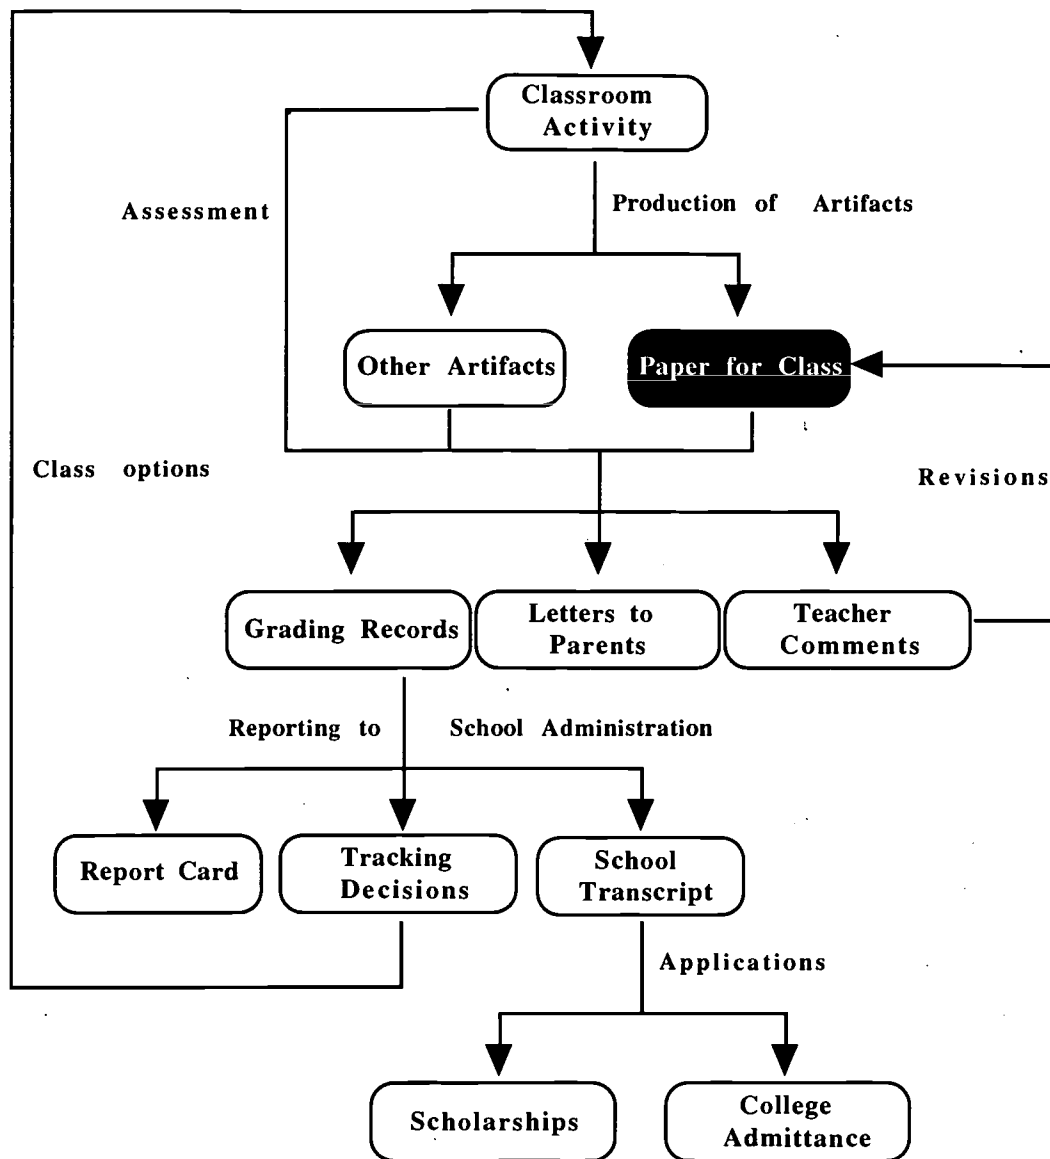 Classroom
Activity
Assessment
Production of Artifacts
Other Artifacts
Paper for Class
Class options
Revisions
Grading Records
Letters to
Parents
Teacher
Comments
Reporting to School Administration
Report Card
Tracking
Decisions
School
Transcript
Applications
Scholarships
College
Admittance